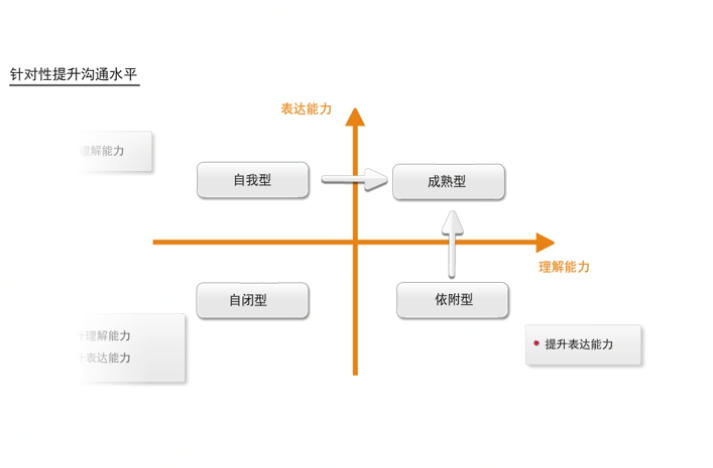 针对性提升沟通水平
表达能力
理解能力
自我型
成熟型
理解能力
自闭型
依附型
升理解能力
升表达能力
提升表达能力